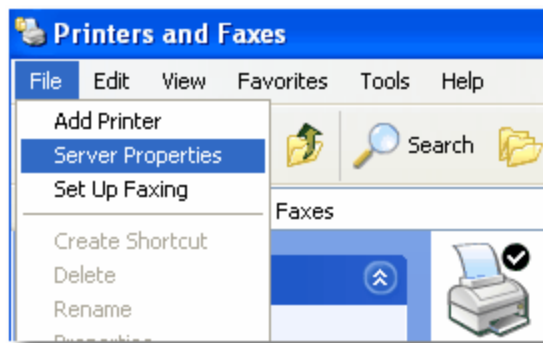 Printers and Faxes
File Edit View Favorites Tools Help
Add Printer
Server Properties
Search
Set Up Faxing
Faxes
Create Shortcut
Delete
Rename
Properties